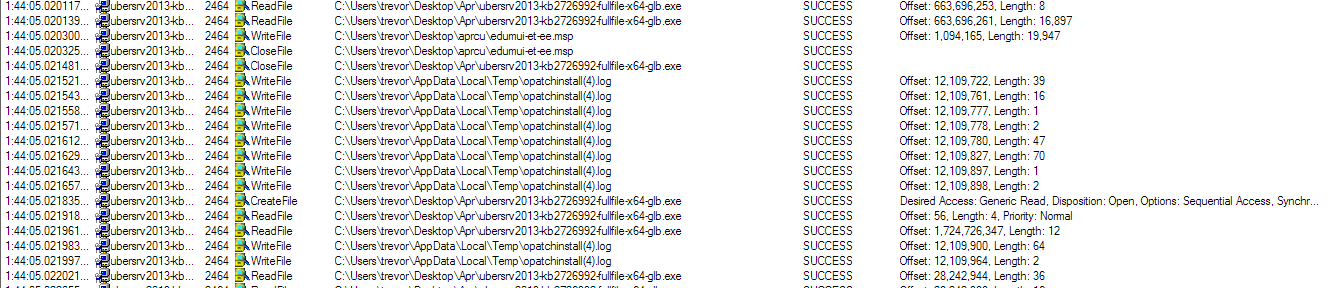 1:44:05.020117... ubersrv2013-kb... 2464 ReadFile C:\Users\trevor\Desktop\Apr\ubersrv2013-kb2726992-fullfile-x64-glb.exe SUCCESS Offset: 663,696,253, Length: 8
1:44:05.020139... ubersrv2013-kb... 2464 ReadFile C:\Users\trevor\Desktop\Apr\ubersrv2013-kb2726992-fullfile-x64-glb.exe SUCCESS Offset: 663,696,261, Length: 16,897
1:44:05.020300... ubersrv2013-kb... 2464 WriteFile C:\Users\trevor\Desktop\aprcu\edumui-et-ee.msp SUCCESS Offset: 1,094,165, Length: 19,947
1:44:05.020325... ubersrv2013-kb... 2464 CloseFile C:\Users\trevor\Desktop\aprcu\edumui-et-ee.msp SUCCESS
1:44:05.021481... ubersrv2013-kb... 2464 CloseFile C:\Users\trevor\Desktop\Apr\ubersrv2013-kb2726992-fullfile-x64-glb.exe SUCCESS
1:44:05.021521... ubersrv2013-kb... 2464 WriteFile C:\Users\trevor\AppData\Local\Temp\opatchinstall(4).log SUCCESS Offset: 12,109,722, Length: 39
1:44:05.021543... ubersrv2013-kb... 2464 WriteFile C:\Users\trevor\AppData\Local\Temp\opatchinstall(4).log SUCCESS Offset: 12,109,761, Length: 16
1:44:05.021558... ubersrv2013-kb... 2464 WriteFile C:\Users\trevor\AppData\Local\Temp\opatchinstall(4).log SUCCESS Offset: 12,109,777, Length: 1
1:44:05.021571... ubersrv2013-kb... 2464 WriteFile C:\Users\trevor\AppData\Local\Temp\opatchinstall(4).log SUCCESS Offset: 12,109,778, Length: 2
1:44:05.021612... ubersrv2013-kb... 2464 WriteFile C:\Users\trevor\AppData\Local\Temp\opatchinstall(4).log SUCCESS Offset: 12,109,780, Length: 47
1:44:05.021629... ubersrv2013-kb... 2464 WriteFile C:\Users\trevor\AppData\Local\Temp\opatchinstall(4).log SUCCESS Offset: 12,109,827, Length: 70
1:44:05.021643... ubersrv2013-kb... 2464 WriteFile C:\Users\trevor\AppData\Local\Temp\opatchinstall(4).log SUCCESS Offset: 12,109,897, Length: 1
1:44:05.021657... ubersrv2013-kb... 2464 WriteFile C:\Users\trevor\AppData\Local\Temp\opatchinstall(4).log SUCCESS Offset: 12,109,898, Length: 2
1:44:05.021835... ubersrv2013-kb... 2464 CreateFile C:\Users\trevor\Desktop\Apr\ubersrv2013-kb2726992-fullfile-x64-glb.exe SUCCESS Desired Access: Generic Read, Disposition: Open, Options: Sequential Access, Synchr...
1:44:05.021918... ubersrv2013-kb... 2464 ReadFile C:\Users\trevor\Desktop\Apr\ubersrv2013-kb2726992-fullfile-x64-glb.exe SUCCESS Offset: 56, Length: 4, Priority: Normal
1:44:05.021961... ubersrv2013-kb... 2464 ReadFile C:\Users\trevor\Desktop\Apr\ubersrv2013-kb2726992-fullfile-x64-glb.exe SUCCESS Offset: 1,724,726,347, Length: 12
1:44:05.021983... ubersrv2013-kb... 2464 WriteFile C:\Users\trevor\AppData\Local\Temp\opatchinstall(4).log SUCCESS Offset: 12,109,900, Length: 64
1:44:05.021997... ubersrv2013-kb... 2464 WriteFile C:\Users\trevor\AppData\Local\Temp\opatchinstall(4).log SUCCESS Offset: 12,109,964, Length: 2
1:44:05.022021... ubersrv2013-kb... 2464 ReadFile C:\Users\trevor\Desktop\Apr\ubersrv2013-kb2726992-fullfile-x64-glb.exe SUCCESS Offset: 28,242,944, Length: 36